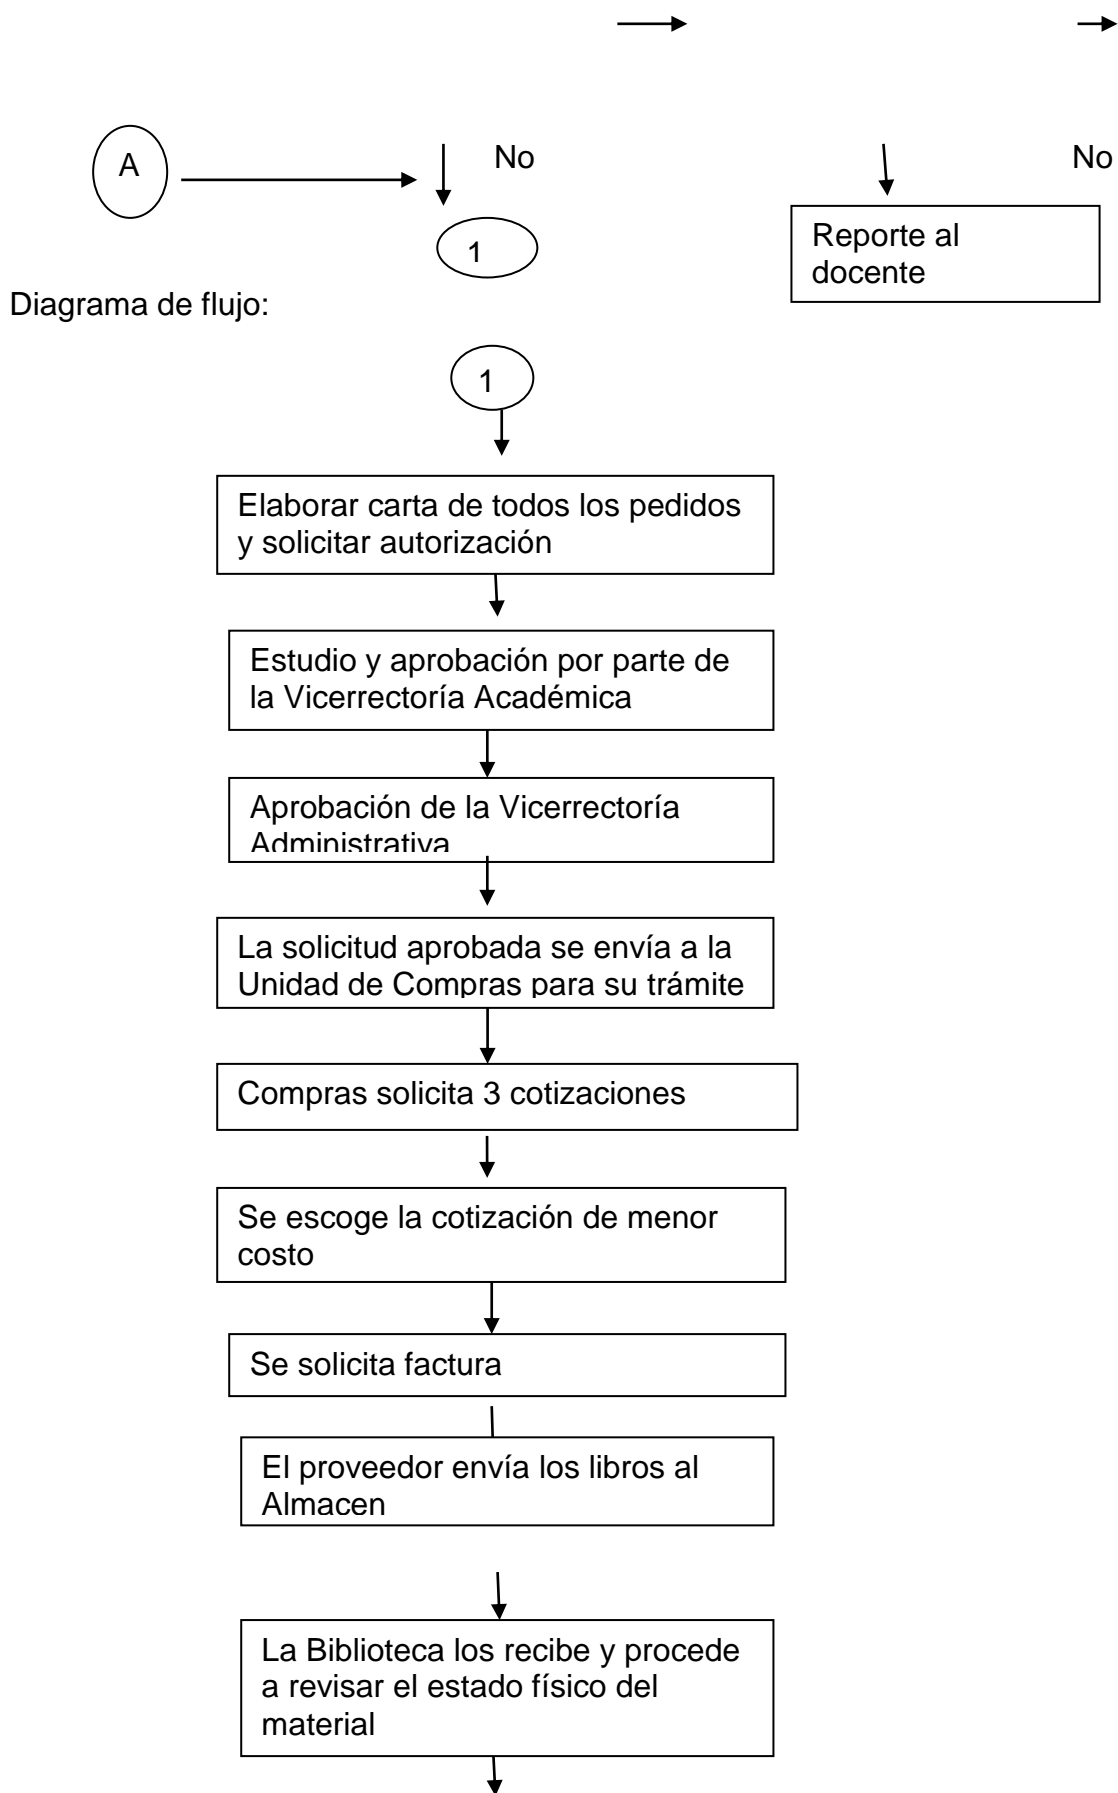 A
No
No
1
Reporte al
docente
Diagrama de flujo:
1
Elaborar carta de todos los pedidos
y solicitar autorización
Estudio y aprobación por parte de
la Vicerrectoría Académica
Aprobación de la Vicerrectoría
Administrativa
La solicitud aprobada se envía a la
Unidad de Compras para su trámite
Compras solicita 3 cotizaciones
Se escoge la cotización de menor
costo
Se solicita factura
El proveedor envía los libros al
Almacen
La Biblioteca los recibe y procede
a revisar el estado físico del
material